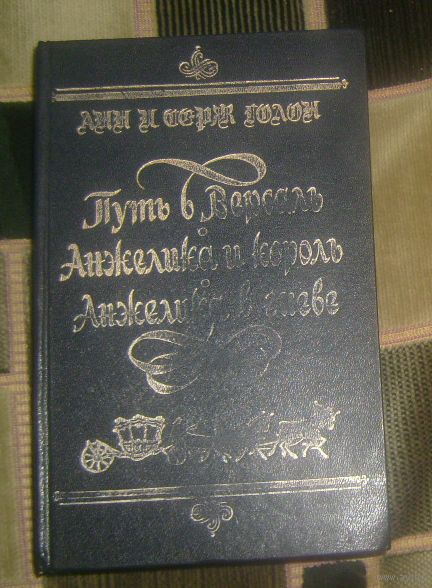 АНН И СЕРЖ ГОЛОН
Путь в Версаль
Анжелика и король
Анжелика в гневе